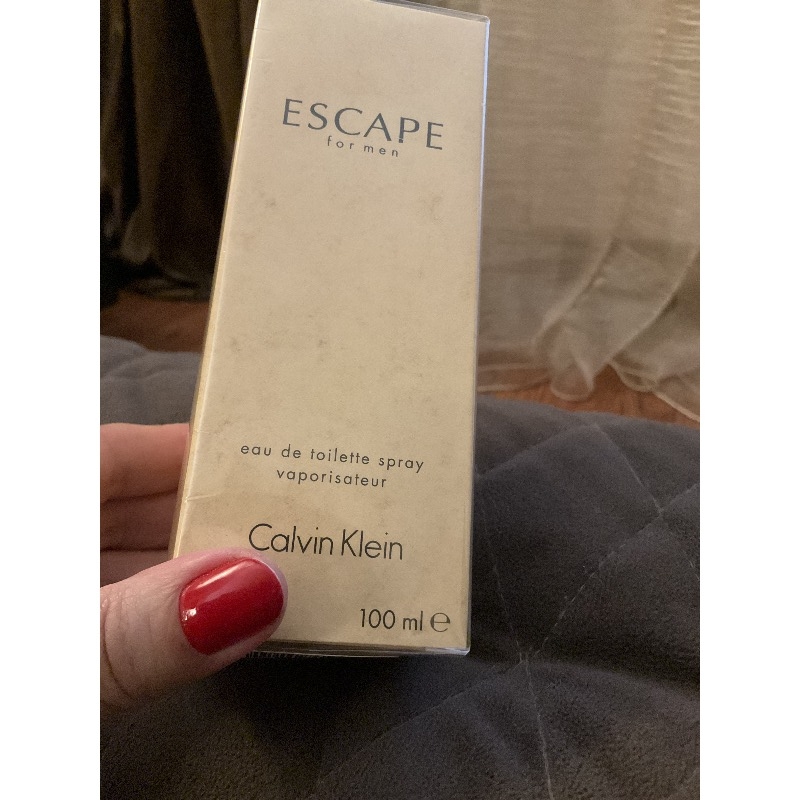 ESCAPE
for men
eau de toilette spray
vaporisateur
Calvin Klein
100 ml ℮